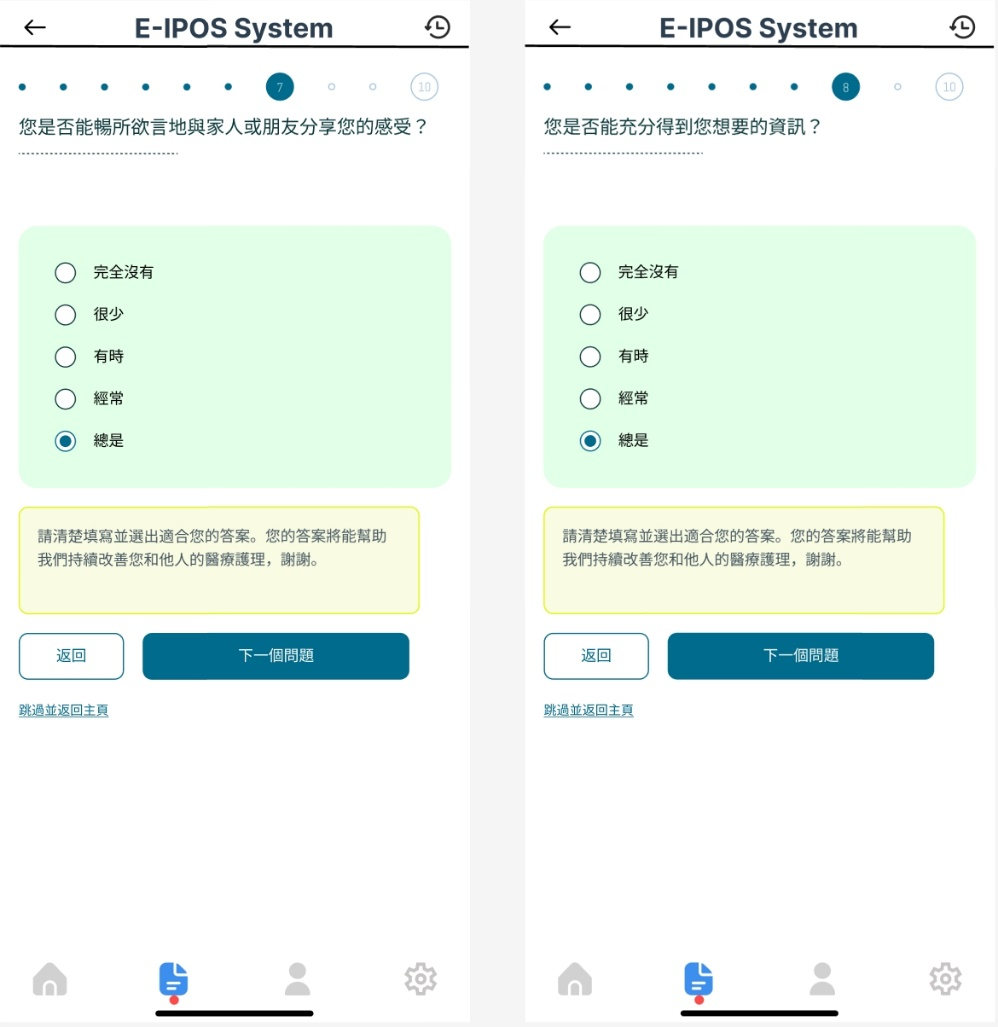 E-IPOS System
7
10
您是否能暢所欲言地與家人或朋友分享您的感受？
完全沒有
很少
有時
經常
總是
請清楚填寫並選出適合您的答案。您的答案將能幫助
我們持續改善您和他人的醫療護理，謝謝。
返回
下一個問題
跳過並返回主頁
E-IPOS System
8
10
您是否能充分得到您想要的資訊？
完全沒有
很少
有時
經常
總是
請清楚填寫並選出適合您的答案。您的答案將能幫助
我們持續改善您和他人的醫療護理，謝謝。
返回
下一個問題
跳過並返回主頁